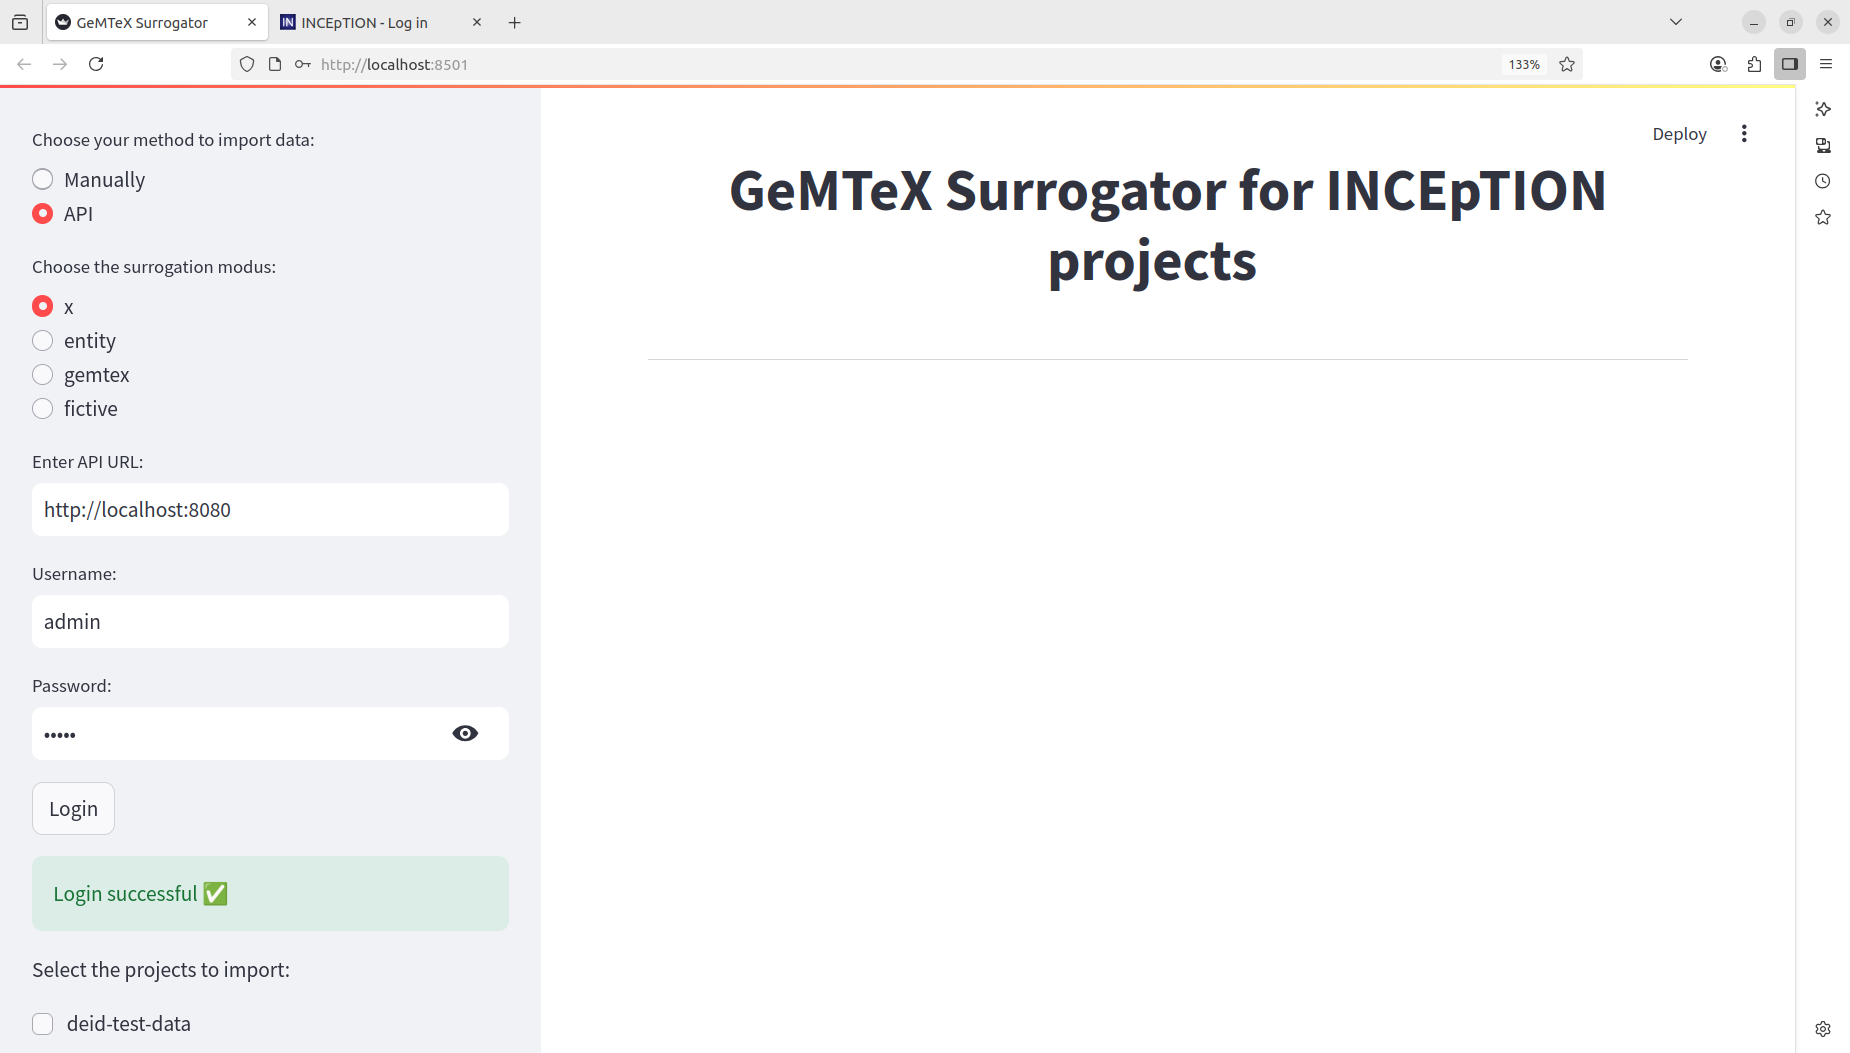 GeMTeX Surrogator
INCEpTION - Log in
http://localhost:8501
133%
Choose your method to import data:
Manually
API
Choose the surrogation modus:
x
entity
gemtex
fictive
Enter API URL:
http://localhost:8080
Username:
admin
Password:
•••••
Login
Login successful ✅
Select the projects to import:
deid-test-data
Deploy
GeMTeX Surrogator for INCEpTION
projects